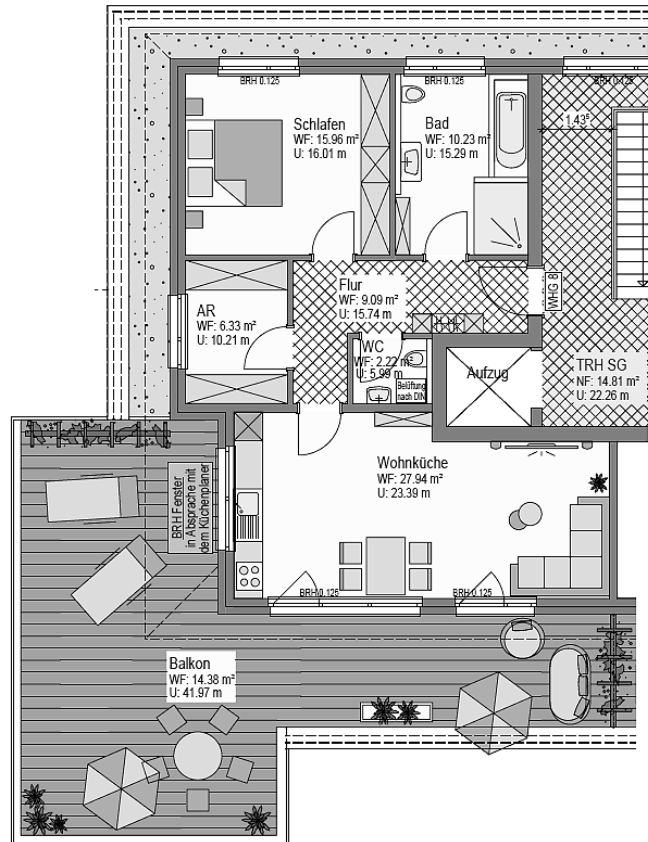 BRH 0.125
BRH 0.125
BRH 0.125
Schlafen
WF: 15.96 m²
U: 16.01 m
Bad
WF: 10.23 m²
U: 15.29 m
1.43⁵
Flur
WF: 9.09 m²
U: 15.74 m
WHG 8
AR
WF: 6.33 m²
U: 10.21 m
WC
WF: 2.22 m²
U: 5.99 m
Belüftung
nach DIN
Aufzug
TRH SG
NF: 14.81 m²
U: 22.26 m
BRH Fenster
in Absprache mit
dem Küchenplaner
Wohnküche
WF: 27.94 m²
U: 23.39 m
BRH 0.125
BRH 0.125
Balkon
WF: 14.38 m²
U: 41.97 m